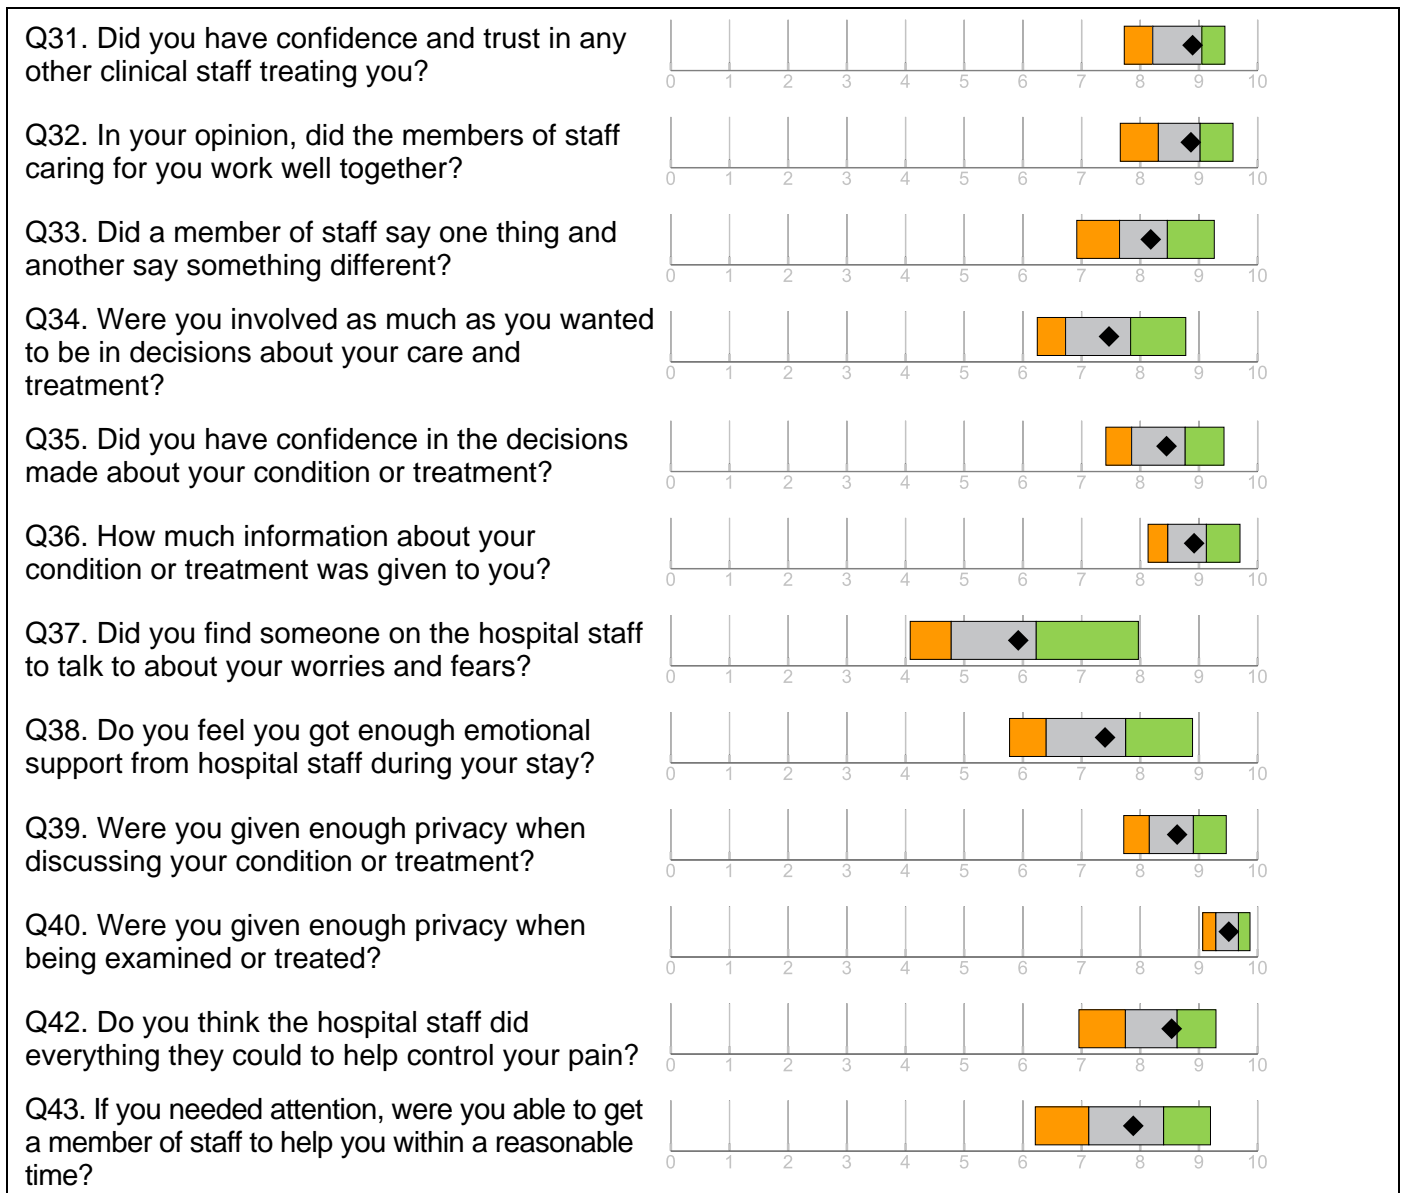 Q31. Did you have confidence and trust in any
other clinical staff treating you?
0 1 2 3 4 5 6 7 8 9 10
Q32. In your opinion, did the members of staff
caring for you work well together?
0 1 2 3 4 5 6 7 8 9 10
Q33. Did a member of staff say one thing and
another say something different?
0 1 2 3 4 5 6 7 8 9 10
Q34. Were you involved as much as you wanted
to be in decisions about your care and
treatment?
0 1 2 3 4 5 6 7 8 9 10
Q35. Did you have confidence in the decisions
made about your condition or treatment?
0 1 2 3 4 5 6 7 8 9 10
Q36. How much information about your
condition or treatment was given to you?
0 1 2 3 4 5 6 7 8 9 10
Q37. Did you find someone on the hospital staff
to talk to about your worries and fears?
0 1 2 3 4 5 6 7 8 9 10
Q38. Do you feel you got enough emotional
support from hospital staff during your stay?
0 1 2 3 4 5 6 7 8 9 10
Q39. Were you given enough privacy when
discussing your condition or treatment?
0 1 2 3 4 5 6 7 8 9 10
Q40. Were you given enough privacy when
being examined or treated?
0 1 2 3 4 5 6 7 8 9 10
Q42. Do you think the hospital staff did
everything they could to help control your pain?
0 1 2 3 4 5 6 7 8 9 10
Q43. If you needed attention, were you able to get
a member of staff to help you within a reasonable
time?
0 1 2 3 4 5 6 7 8 9 10